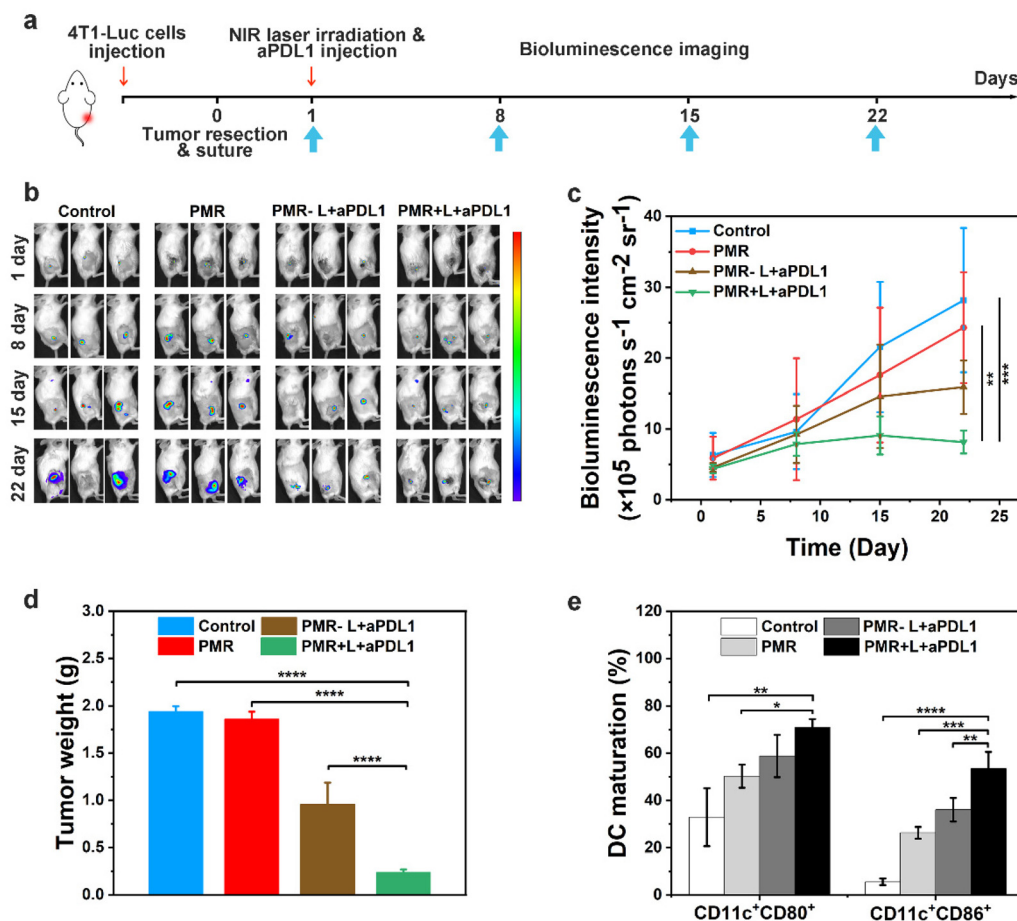 a
4T1-Luc cells
injection
NIR laser irradiation &
aPDL1 injection
Bioluminescence imaging
Days
0
1
8
15
22
Tumor resection
& suture
b
Control
PMR
PMR- L+aPDL1
PMR+L+aPDL1
1 day
8 day
15 day
22 day
c
Bioluminescence intensity
(×10⁵ photons s⁻¹ cm⁻² sr⁻¹)
40
30
20
10
0
Control
PMR
PMR- L+aPDL1
PMR+L+aPDL1
**
***
0
5
10
15
20
25
Time (Day)
d
Tumor weight (g)
3.0
2.5
2.0
1.5
1.0
0.5
0.0
Control
PMR
PMR- L+aPDL1
PMR+L+aPDL1
****
****
****
e
DC maturation (%)
120
100
80
60
40
20
0
Control
PMR
PMR- L+aPDL1
PMR+L+aPDL1
**
*
****
***
**
CD11c⁺CD80⁺
CD11c⁺CD86⁺